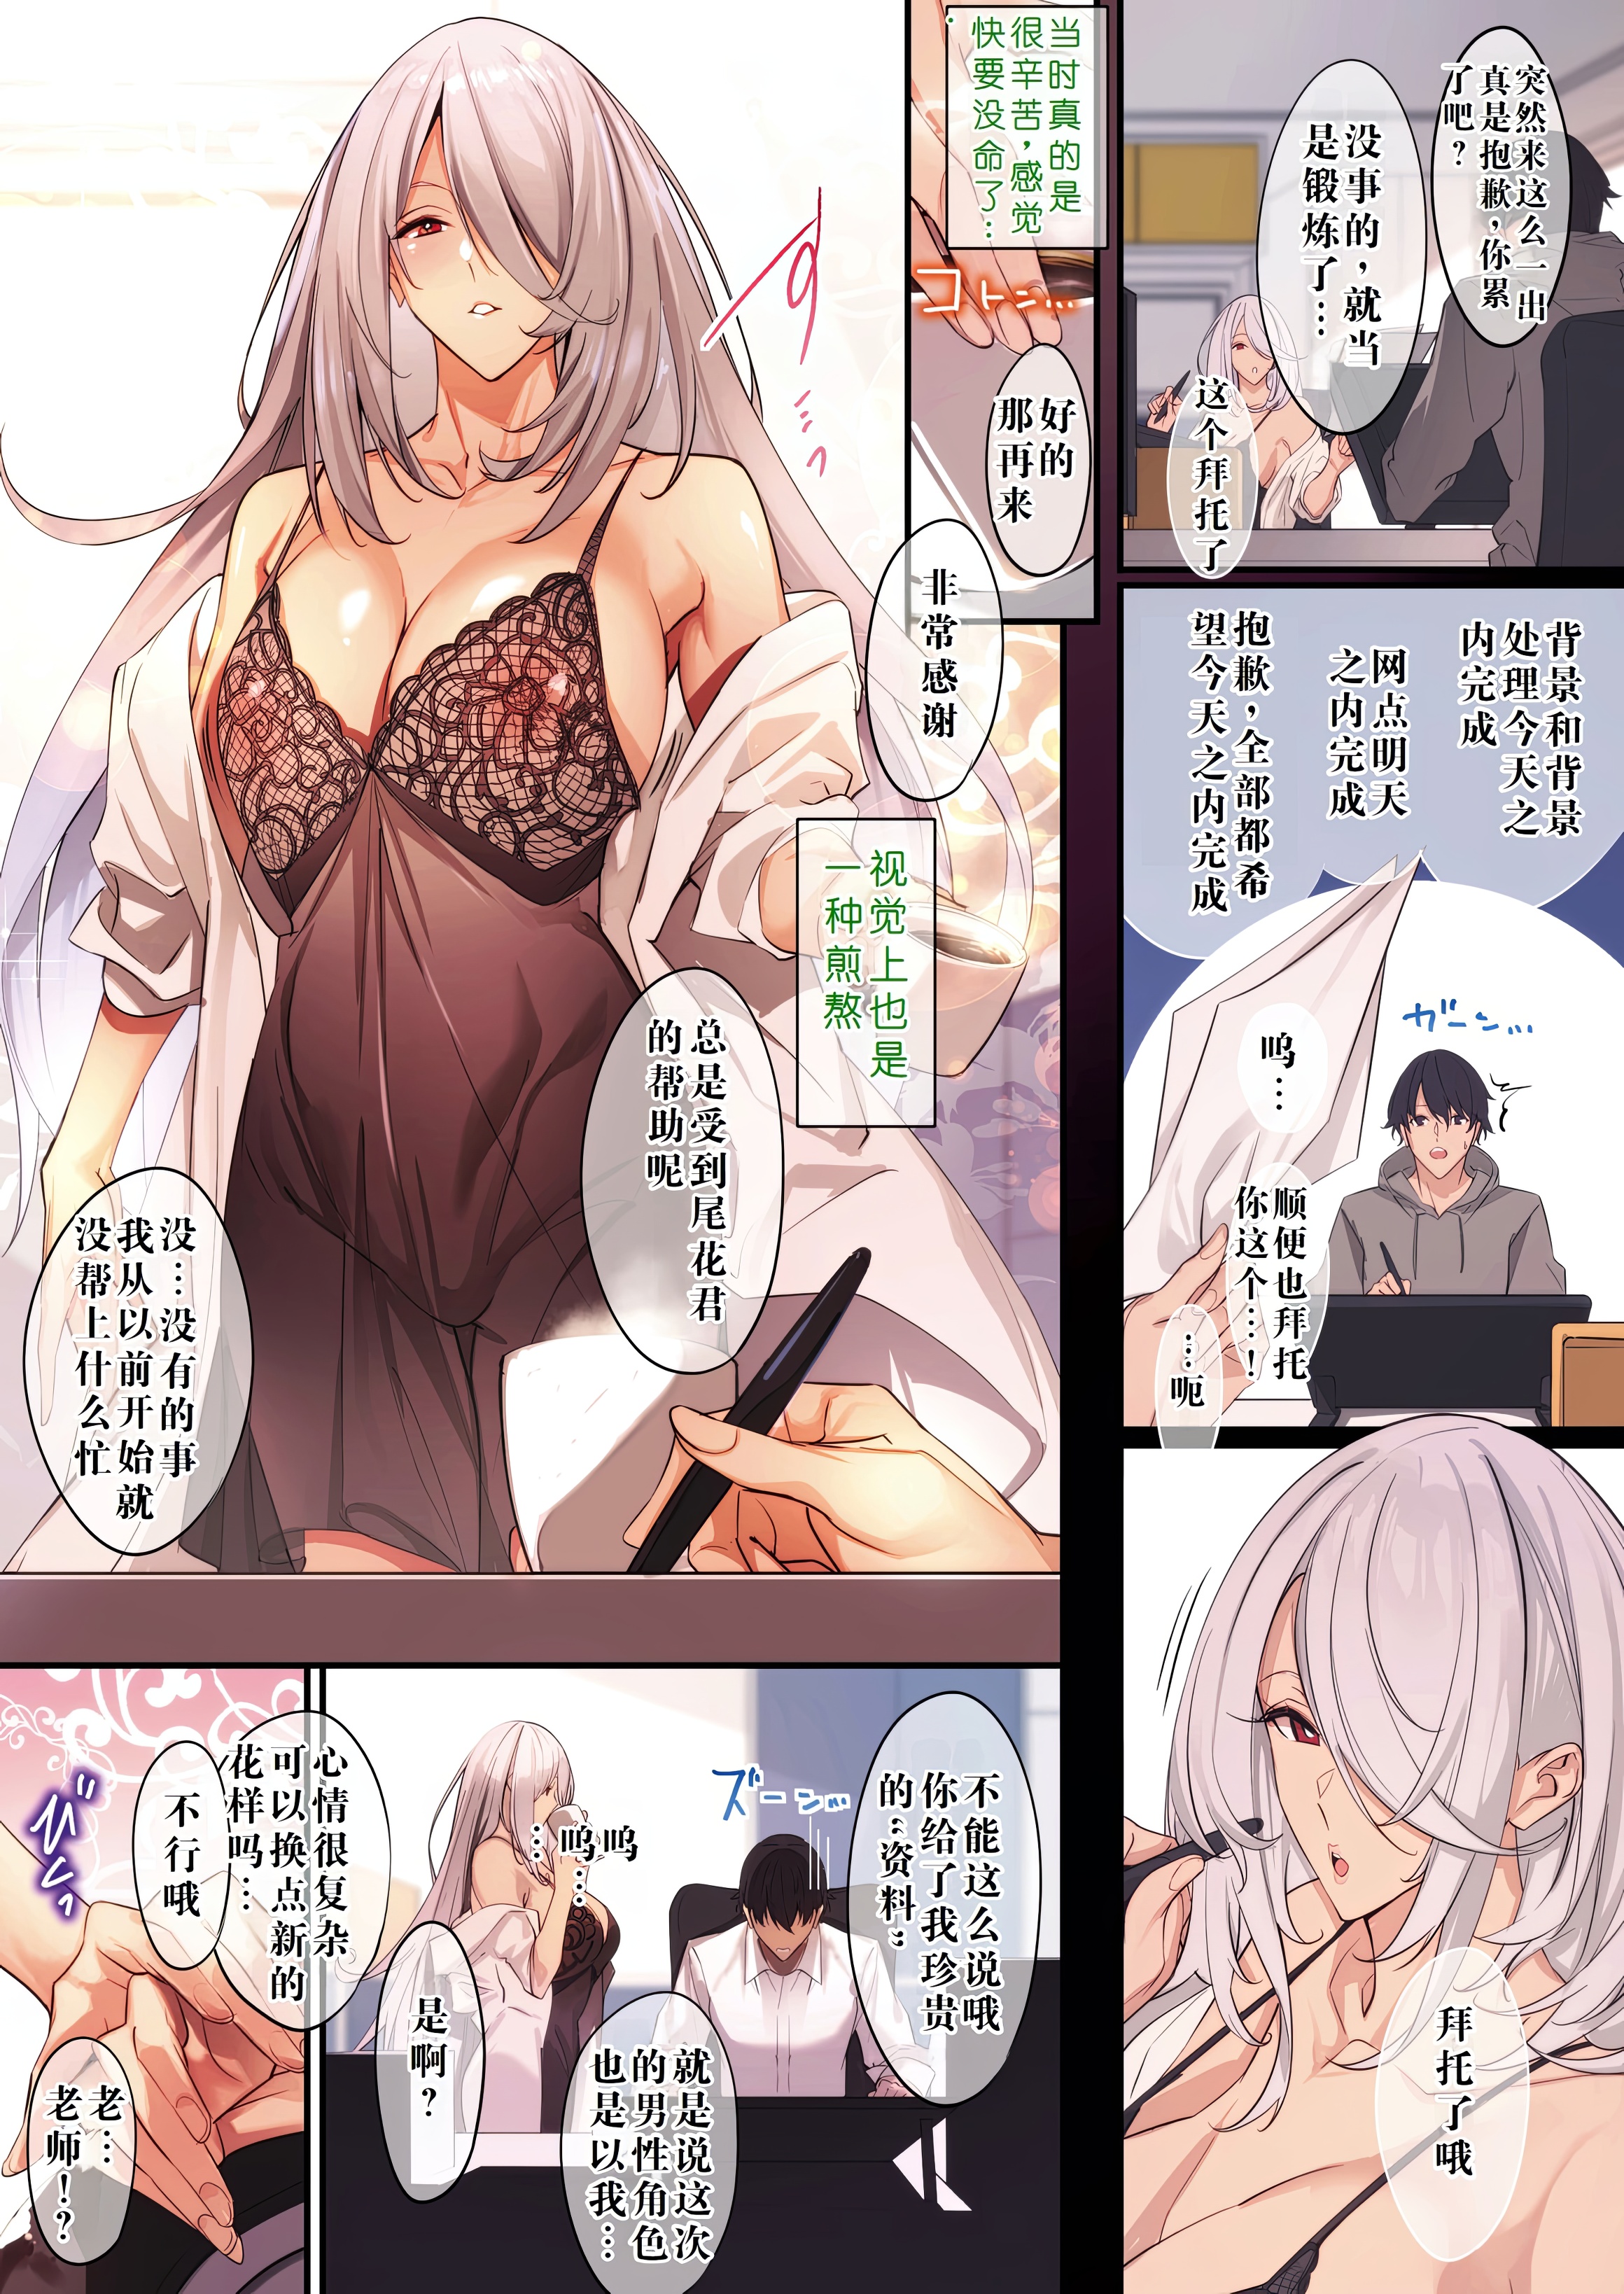 突然来这么一出
真是抱歉，你累
了吧？
没事的，就当
是锻炼了…
这个拜托了
背景和背景
处理今天之
内完成
网点明天
之内完成
抱歉，全部都希
望今天之内完成
ガーン…
呜…
顺便也拜托
你这个…！
…呃
拜托了哦
当时真的是
很辛苦，感觉
快要没命了…
コトン…
好的
那再来
非常感谢
すっ
视觉上也是
一种煎熬
总是受到尾花君
的帮助呢
没…没有的事
我从以前开始就
没帮上什么忙
不能这么说哦
你给了我珍贵
的“资料”
ズーン…
呜
呜…
…
就是说这次
的男性角色
也是以我…
是啊？
心情很复杂
可以换点新的
花样吗…
不行哦
老…
老师！？